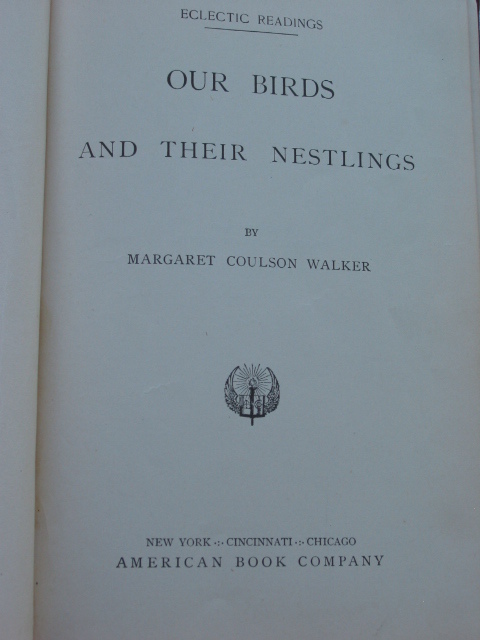 ECLECTIC READINGS
OUR BIRDS
AND THEIR NESTLINGS
BY
MARGARET COULSON WALKER
NEW YORK ·:· CINCINNATI ·:· CHICAGO
AMERICAN BOOK COMPANY